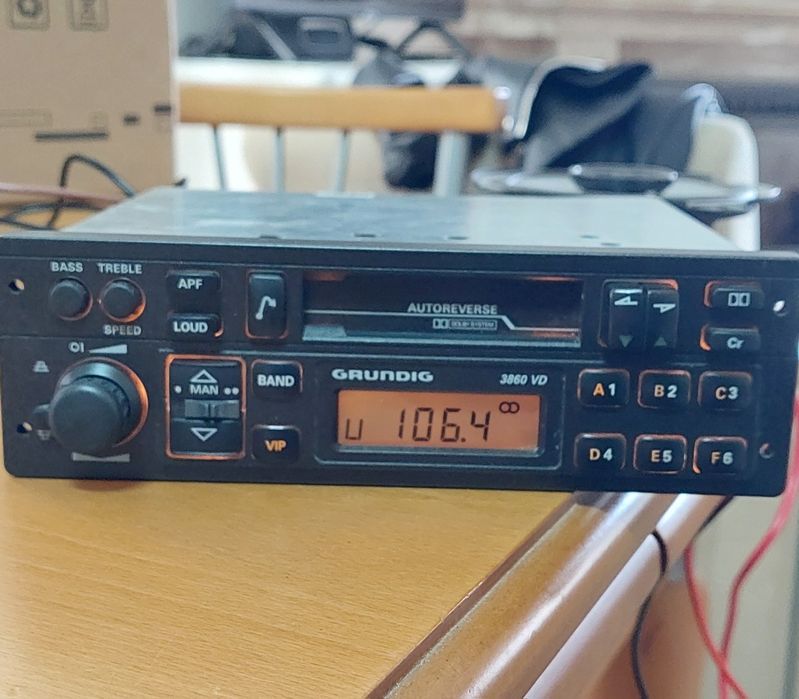 BASS TREBLE
SPEED
APF
LOUD
AUTOREVERSE
DOLBY SYSTEM
Cr
MAN
BAND
VIP
GRUNDIG 3860 VD
U 106.4
A1 B2 C3
D4 E5 F6